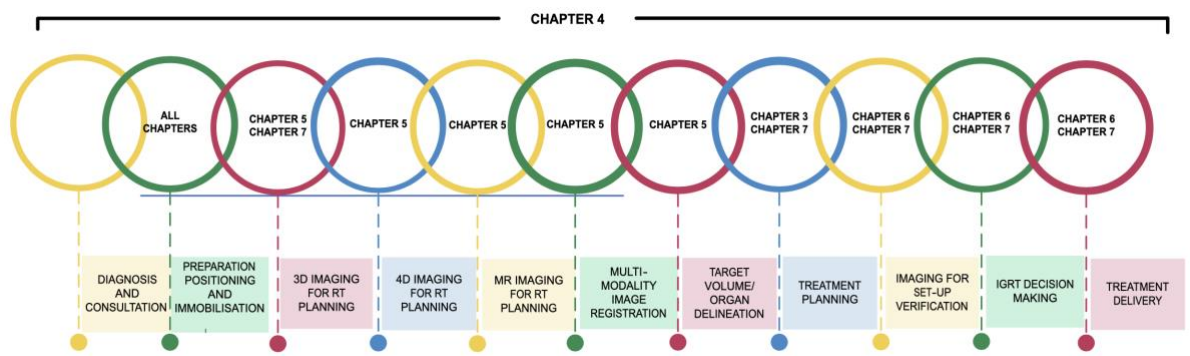 CHAPTER 4
ALL
CHAPTERS
CHAPTER 5
CHAPTER 7
CHAPTER 5
CHAPTER 5
CHAPTER 5
CHAPTER 5
CHAPTER 3
CHAPTER 7
CHAPTER 6
CHAPTER 7
CHAPTER 6
CHAPTER 7
CHAPTER 6
CHAPTER 7
DIAGNOSIS
AND
CONSULTATION
PREPARATION
POSITIONING
AND
IMMOBILISATION
3D IMAGING
FOR RT
PLANNING
4D IMAGING
FOR RT
PLANNING
MR IMAGING
FOR RT
PLANNING
MULTI-
MODALITY
IMAGE
REGISTRATION
TARGET
VOLUME/
ORGAN
DELINEATION
TREATMENT
PLANNING
IMAGING FOR
SET-UP
VERIFICATION
IGRT DECISION
MAKING
TREATMENT
DELIVERY